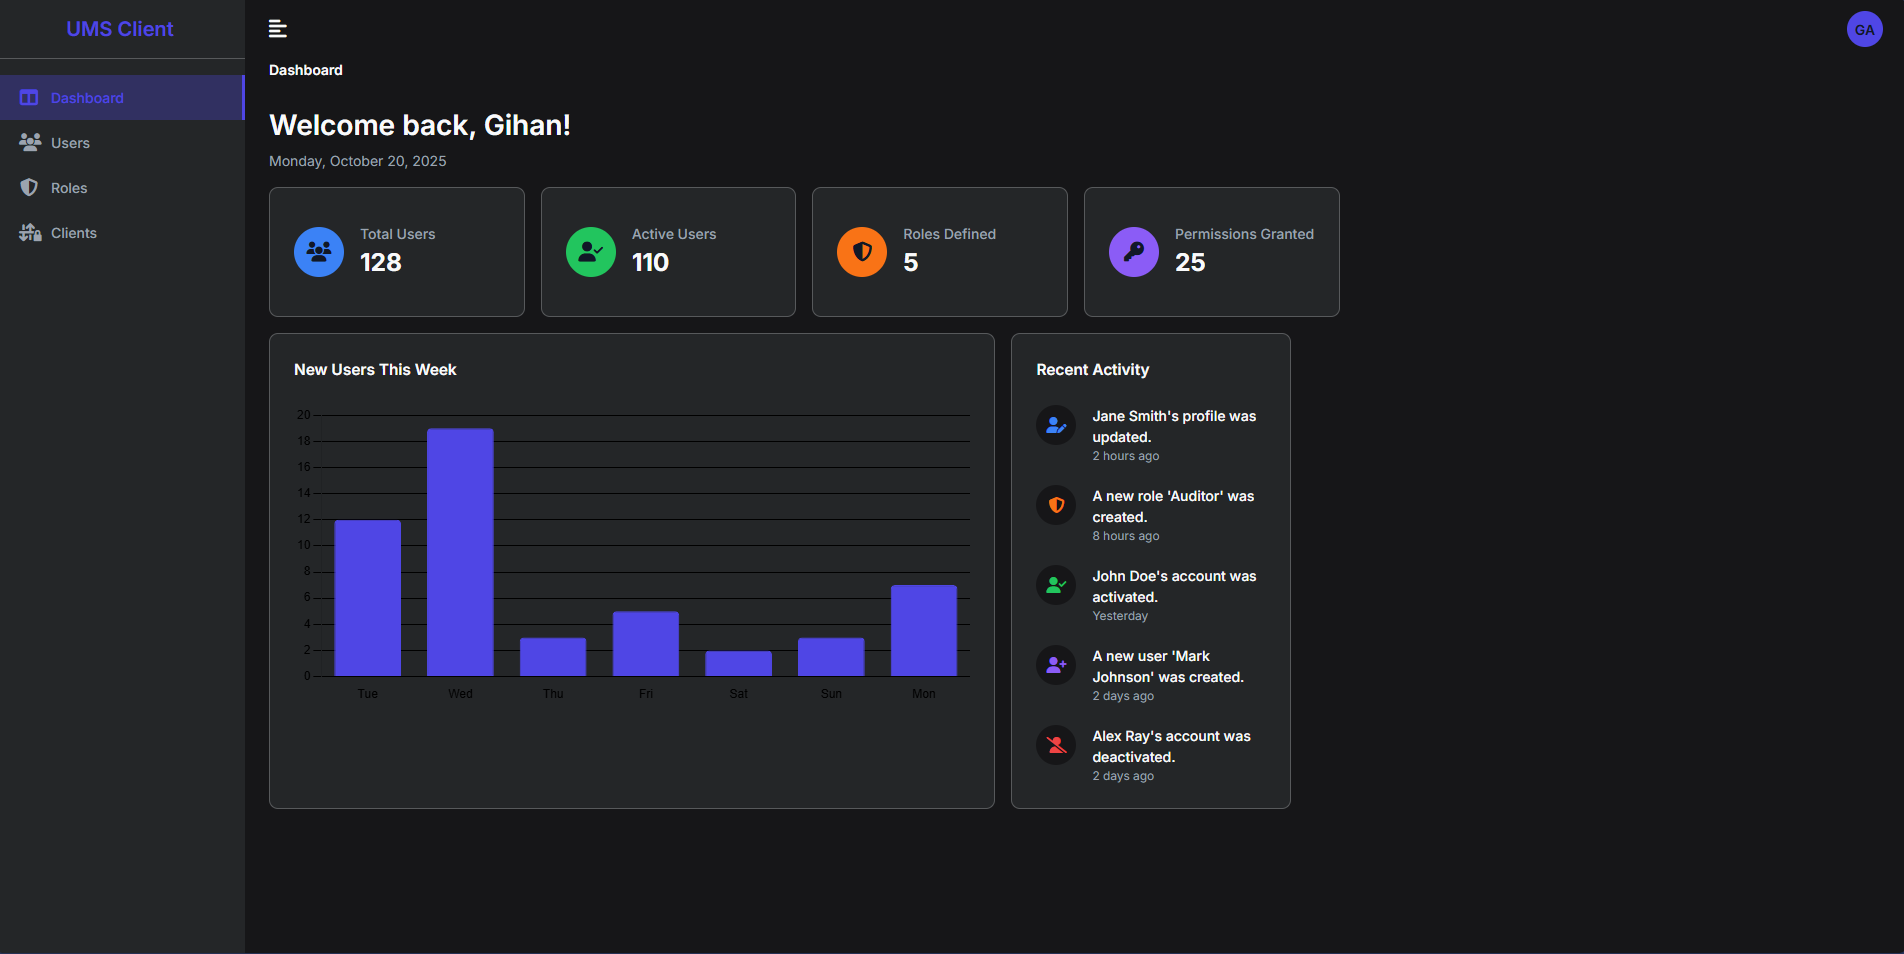 UMS Client
GA
Dashboard
Dashboard
Users
Roles
Clients
Welcome back, Gihan!
Monday, October 20, 2025
Total Users
128
Active Users
110
Roles Defined
5
Permissions Granted
25
New Users This Week
20
18
16
14
12
10
8
6
4
2
0
Tue Wed Thu Fri Sat Sun Mon
Recent Activity
Jane Smith's profile was
updated.
2 hours ago
A new role 'Auditor' was
created.
8 hours ago
John Doe's account was
activated.
Yesterday
A new user 'Mark
Johnson' was created.
2 days ago
Alex Ray's account was
deactivated.
2 days ago